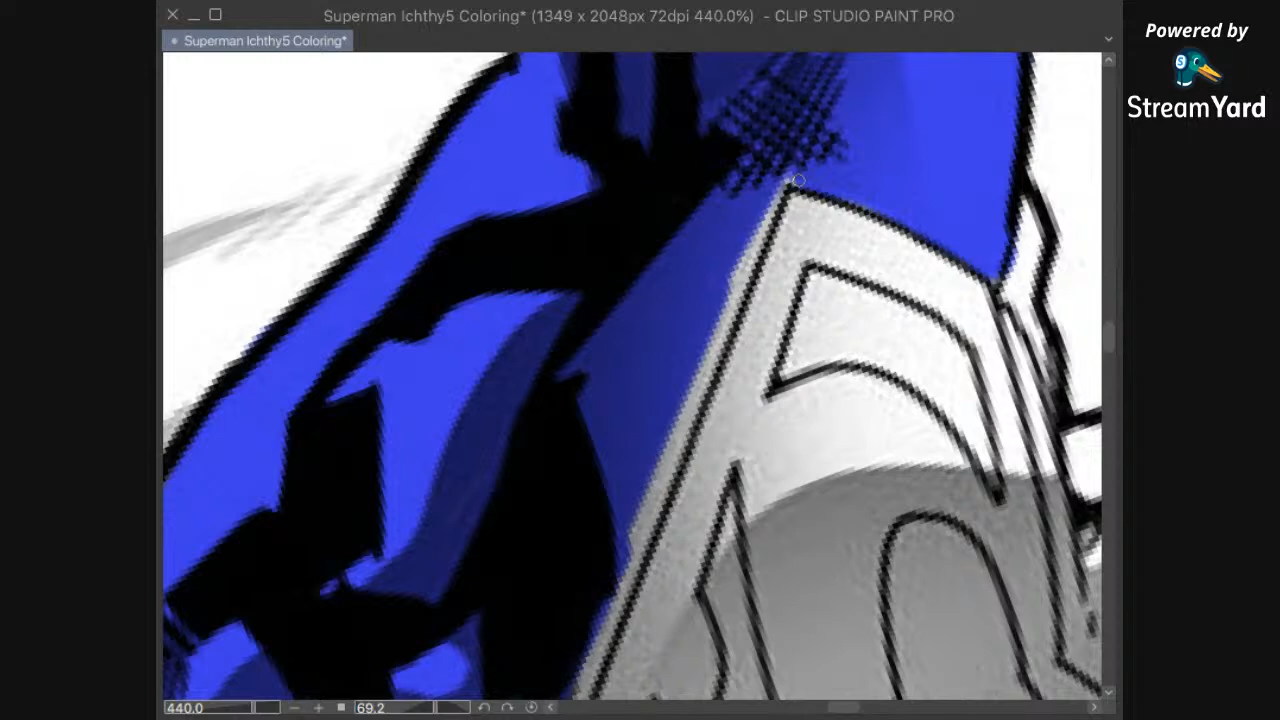 Superman Ichthy5 Coloring* (1349 x 2048px 72dpi 440.0%) - CLIP STUDIO PAINT PRO
Superman Ichthy5 Coloring*
Powered by
S
StreamYard
440.0
69.2